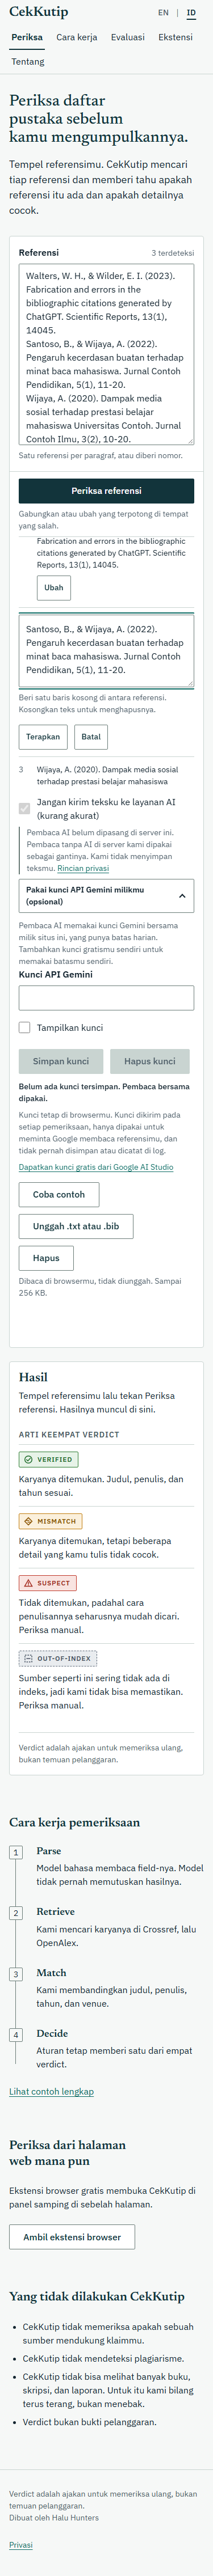 CekKutip
EN | ID
Periksa Cara kerja Evaluasi Ekstensi
Tentang
Periksa daftar
pustaka sebelum
kamu mengumpulkannya.
Tempel referensimu. CekKutip mencari
tiap referensi dan memberi tahu apakah
referensi itu ada dan apakah detailnya
cocok.
Referensi
3 terdeteksi
Walters, W. H., & Wilder, E. I. (2023).
Fabrication and errors in the
bibliographic citations generated by
ChatGPT. Scientific Reports, 13(1),
14045.
Santoso, B., & Wijaya, A. (2022).
Pengaruh kecerdasan buatan terhadap
minat baca mahasiswa. Jurnal Contoh
Pendidikan, 5(1), 11-20.
Wijaya, A. (2020). Dampak media
sosial terhadap prestasi belajar
mahasiswa Universitas Contoh. Jurnal
Contoh Ilmu, 3(2), 10-20.
Satu referensi per paragraf, atau diberi nomor.
Periksa referensi
Gabungkan atau ubah yang terpotong di tempat
yang salah.
Fabrication and errors in the bibliographic
citations generated by ChatGPT. Scientific
Reports, 13(1), 14045.
Ubah
Santoso, B., & Wijaya, A. (2022).
Pengaruh kecerdasan buatan terhadap
minat baca mahasiswa. Jurnal Contoh
Pendidikan, 5(1), 11-20.
Beri satu baris kosong di antara referensi.
Kosongkan teks untuk menghapusnya.
Terapkan
Batal
3 Wijaya, A. (2020). Dampak media sosial
terhadap prestasi belajar mahasiswa
Jangan kirim teksku ke layanan AI
(kurang akurat)
Pembaca AI belum dipasang di server ini.
Pembaca tanpa AI di server kami dipakai
sebagai gantinya. Kami tidak menyimpan
teksmu. Rincian privasi
Pakai kunci API Gemini milikmu
(opsional)
Pembaca AI memakai kunci Gemini bersama
milik situs ini, yang punya batas harian.
Tambahkan kunci gratismu sendiri untuk
memakai batasmu sendiri.
Kunci API Gemini
Tampilkan kunci
Simpan kunci
Hapus kunci
Belum ada kunci tersimpan. Pembaca bersama
dipakai.
Kunci tetap di browsermu. Kunci dikirim pada
setiap pemeriksaan, hanya dipakai untuk
meminta Google membaca referensimu, dan
tidak pernah disimpan atau dicatat di log.
Dapatkan kunci gratis dari Google AI Studio
Coba contoh
Unggah .txt atau .bib
Hapus
Dibaca di browsermu, tidak diunggah. Sampai
256 KB.
Hasil
Tempel referensimu lalu tekan Periksa
referensi. Hasilnya muncul di sini.
ARTI KEEMPAT VERDICT
VERIFIED
Karyanya ditemukan. Judul, penulis, dan
tahun sesuai.
MISMATCH
Karyanya ditemukan, tetapi beberapa
detail yang kamu tulis tidak cocok.
SUSPECT
Tidak ditemukan, padahal cara
penulisannya seharusnya mudah dicari.
Periksa manual.
OUT-OF-INDEX
Sumber seperti ini sering tidak ada di
indeks, jadi kami tidak bisa memastikan.
Periksa manual.
Verdict adalah ajakan untuk memeriksa ulang,
bukan temuan pelanggaran.
Cara kerja pemeriksaan
1 Parse
Model bahasa membaca field-nya. Model
tidak pernah memutuskan hasilnya.
2 Retrieve
Kami mencari karyanya di Crossref, lalu
OpenAlex.
3 Match
Kami membandingkan judul, penulis,
tahun, dan venue.
4 Decide
Aturan tetap memberi satu dari empat
verdict.
Lihat contoh lengkap
Periksa dari halaman
web mana pun
Ekstensi browser gratis membuka CekKutip di
panel samping di sebelah halaman.
Ambil ekstensi browser
Yang tidak dilakukan CekKutip
• CekKutip tidak memeriksa apakah sebuah
sumber mendukung klaimmu.
• CekKutip tidak mendeteksi plagiarisme.
• CekKutip tidak bisa melihat banyak buku,
skripsi, dan laporan. Untuk itu kami bilang
terus terang, bukan menebak.
• Verdict bukan bukti pelanggaran.
Verdict adalah ajakan untuk memeriksa ulang, bukan
temuan pelanggaran.
Dibuat oleh Halu Hunters
Privasi